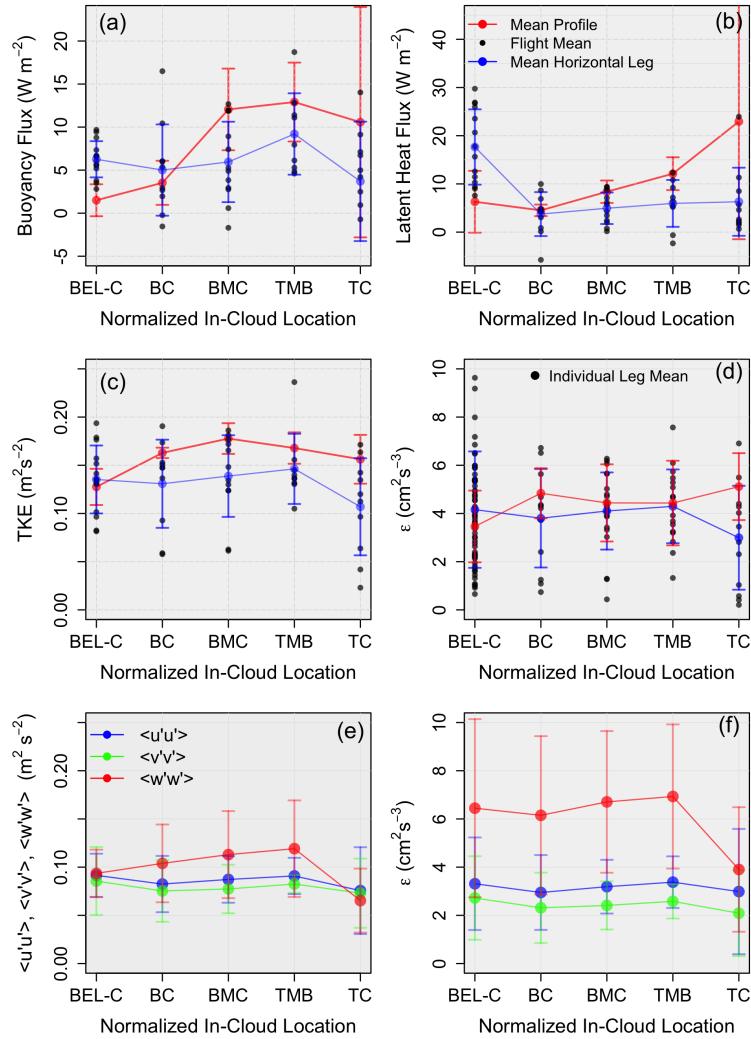 (a)
Buoyancy Flux (W m−2)
20
15
10
5
0
−5
BEL-C BC BMC TMB TC
Normalized In-Cloud Location
(b)
Mean Profile
Flight Mean
Mean Horizontal Leg
Latent Heat Flux (W m−2)
40
30
20
10
0
BEL-C BC BMC TMB TC
Normalized In-Cloud Location
(c)
TKE (m2s−2)
0.20
0.10
0.00
BEL-C BC BMC TMB TC
Normalized In-Cloud Location
(d)
Individual Leg Mean
ε (cm2s−3)
10
8
6
4
2
0
BEL-C BC BMC TMB TC
Normalized In-Cloud Location
(e)
<u'u'>
<v'v'>
<w'w'>
<u'u'>, <v'v'>, <w'w'> (m2 s−2)
0.20
0.10
0.00
BEL-C BC BMC TMB TC
Normalized In-Cloud Location
(f)
ε (cm2s−3)
10
8
6
4
2
0
BEL-C BC BMC TMB TC
Normalized In-Cloud Location